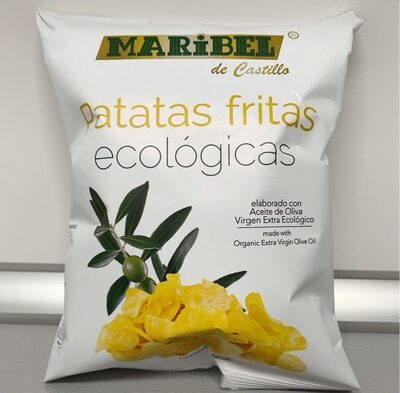 MARiBEL ®
de Castillo
Patatas fritas
ecológicas
elaborado con
Aceite de Oliva
Virgen Extra Ecológico
made with
Organic Extra Virgin Olive Oil